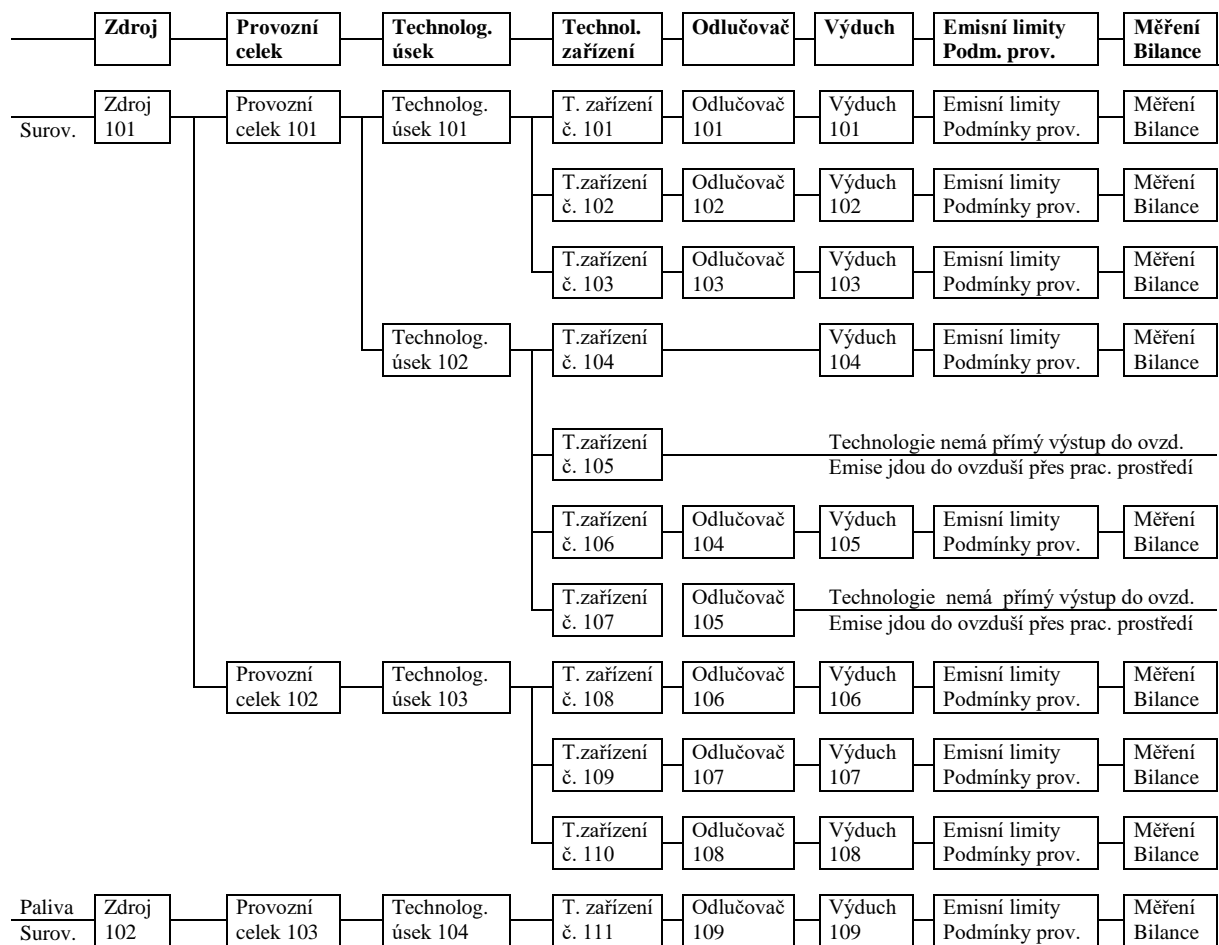 Zdroj Provozní Technolog. Technol. Odlučovač Výduch Emisní limity Měření
celek úsek zařízení Podm. prov. Bilance
Zdroj Provozní Technolog. T. zařízení Odlučovač Výduch Emisní limity Měření
Surov. 101 celek 101 úsek 101 č. 101 101 101 Podmínky prov. Bilance
T.zařízení Odlučovač Výduch Emisní limity Měření
č. 102 102 102 Podmínky prov. Bilance
T.zařízení Odlučovač Výduch Emisní limity Měření
č. 103 103 103 Podmínky prov. Bilance
Technolog. T.zařízení Výduch Emisní limity Měření
úsek 102 č. 104 104 Podmínky prov. Bilance
T.zařízení Technologie nemá přímý výstup do ovzd.
č. 105 Emise jdou do ovzduší přes prac. prostředí
T.zařízení Odlučovač Výduch Emisní limity Měření
č. 106 104 105 Podmínky prov. Bilance
T.zařízení Odlučovač Technologie nemá přímý výstup do ovzd.
č. 107 105 Emise jdou do ovzduší přes prac. prostředí
Provozní Technolog. T. zařízení Odlučovač Výduch Emisní limity Měření
celek 102 úsek 103 č. 108 106 106 Podmínky prov. Bilance
T.zařízení Odlučovač Výduch Emisní limity Měření
č. 109 107 107 Podmínky prov. Bilance
T.zařízení Odlučovač Výduch Emisní limity Měření
č. 110 108 108 Podmínky prov. Bilance
Paliva Zdroj Provozní Technolog. T. zařízení Odlučovač Výduch Emisní limity Měření
Surov. 102 celek 103 úsek 104 č. 111 109 109 Podmínky prov. Bilance